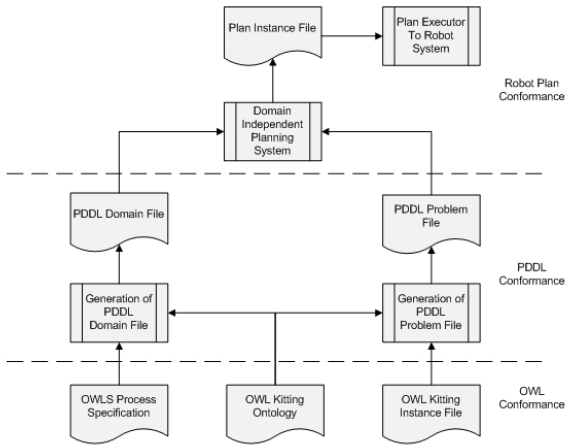 Plan Instance File
Plan Executor
To Robot
System
Robot Plan
Conformance
Domain
Independent
Planning
System
PDDL Domain File
PDDL Problem
File
PDDL
Conformance
Generation of
PDDL
Domain File
Generation of
PDDL
Problem File
OWLS Process
Specification
OWL Kitting
Ontology
OWL Kitting
Instance File
OWL
Conformance